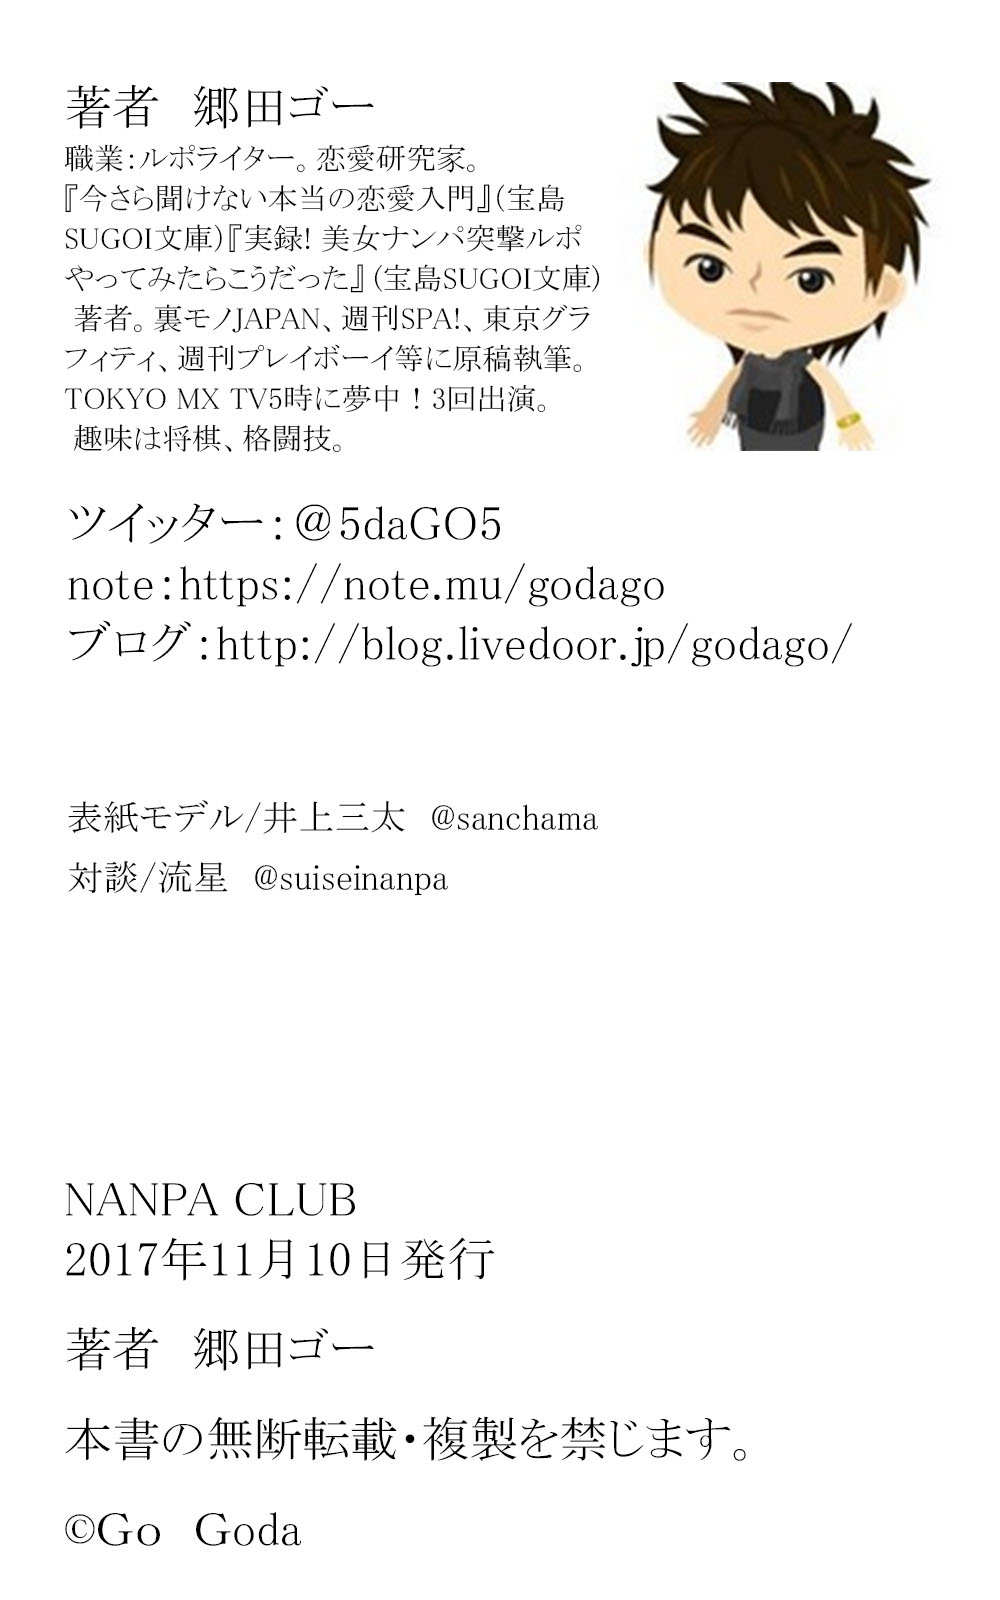 著者　郷田ゴー
職業：ルポライター。恋愛研究家。
『今さら聞けない本当の恋愛入門』（宝島
SUGOI文庫）『実録! 美女ナンパ突撃ルポ
やってみたらこうだった』（宝島SUGOI文庫）
著者。裏モノJAPAN、週刊SPA!、東京グラ
フィティ、週刊プレイボーイ等に原稿執筆。
TOKYO MX TV5時に夢中！3回出演。
趣味は将棋、格闘技。
ツイッター：＠5daGO5
note：https://note.mu/godago
ブログ：http://blog.livedoor.jp/godago/
表紙モデル/井上三太　@sanchama
対談/流星　@suiseinanpa
NANPA CLUB
2017年11月10日発行
著者　郷田ゴー
本書の無断転載・複製を禁じます。
©Go　Goda